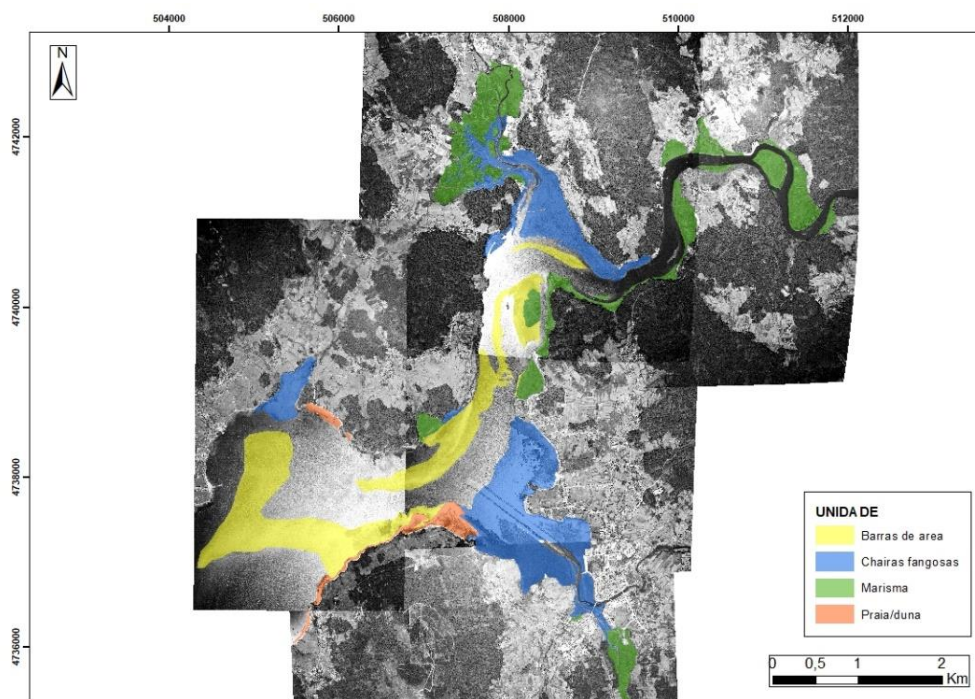 504000 506000 508000 510000 512000
N
4742000
4740000
4738000
4736000
UNIDADE
Barras de area
Chairas fangosas
Marisma
Praia/duna
0 0,5 1 2
Km